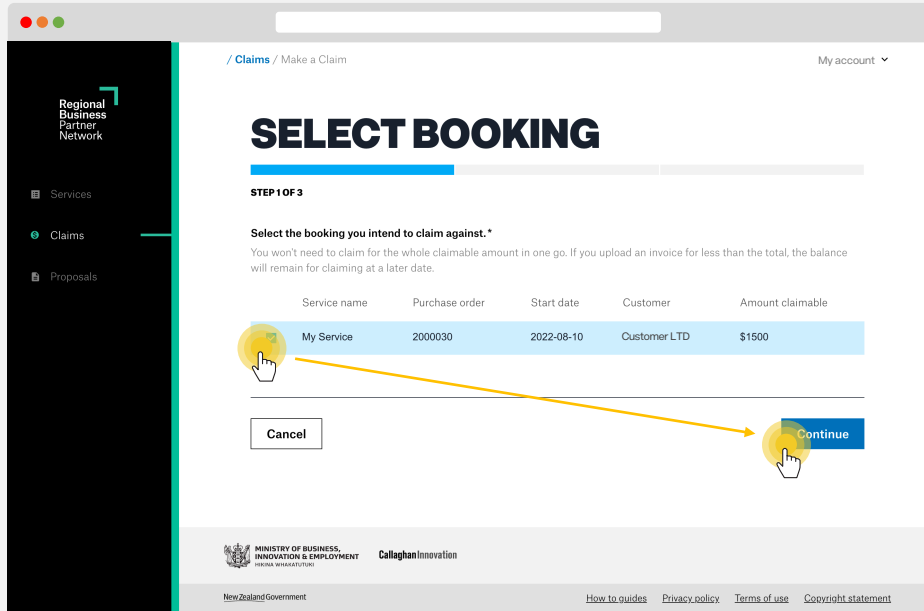 / Claims / Make a Claim
My account
Regional
Business
Partner
Network
SELECT BOOKING
STEP 1 OF 3
Services
Claims
Proposals
Select the booking you intend to claim against.*
You won't need to claim for the whole claimable amount in one go. If you upload an invoice for less than the total, the balance
will remain for claiming at a later date.
Service name Purchase order Start date Customer Amount claimable
My Service 2000030 2022-08-10 Customer LTD $1500
Cancel
Continue
MINISTRY OF BUSINESS,
INNOVATION & EMPLOYMENT
HIKINA WHAKATUTUKI
Callaghan Innovation
New Zealand Government
How to guides Privacy policy Terms of use Copyright statement